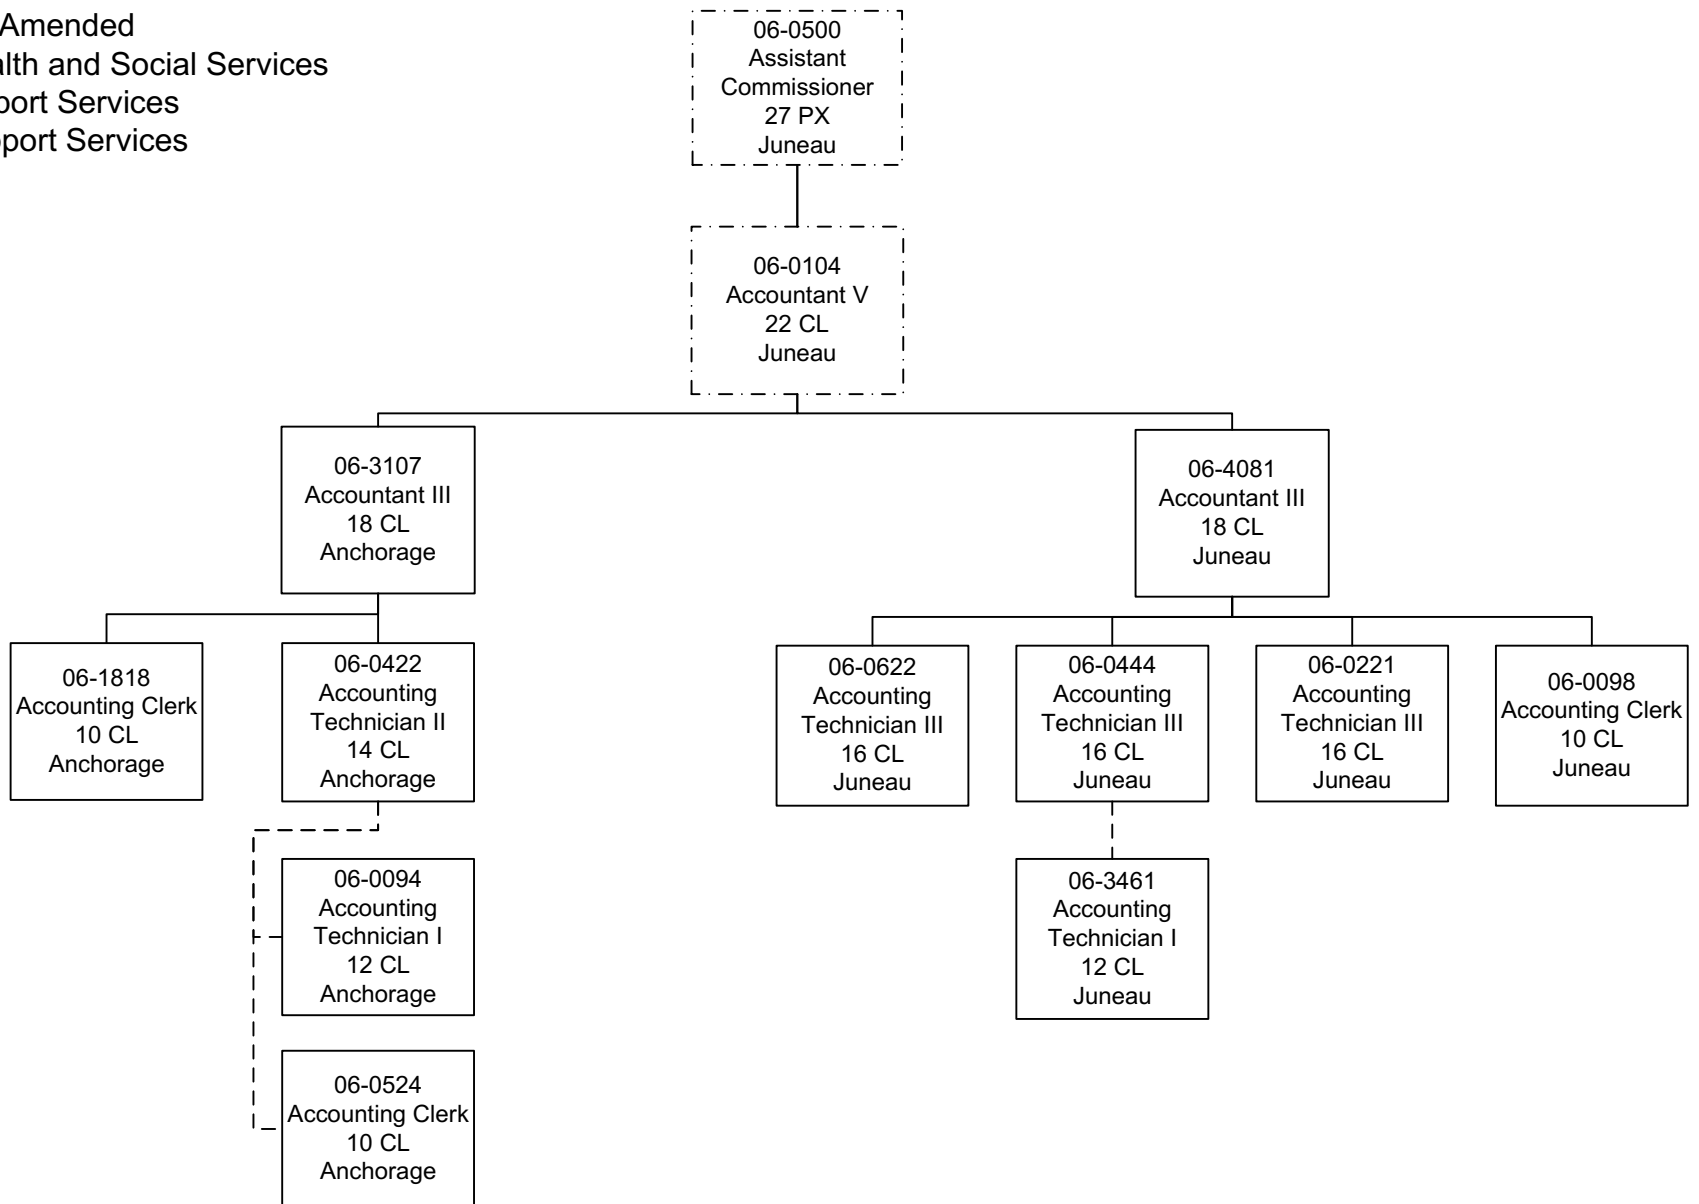 Amended
alth and Social Services
port Services
pport Services
06-0500
Assistant
Commissioner
27 PX
Juneau
06-0104
Accountant V
22 CL
Juneau
06-3107
Accountant III
18 CL
Anchorage
06-4081
Accountant III
18 CL
Juneau
06-1818
Accounting Clerk
10 CL
Anchorage
06-0422
Accounting
Technician II
14 CL
Anchorage
06-0622
Accounting
Technician III
16 CL
Juneau
06-0444
Accounting
Technician III
16 CL
Juneau
06-0221
Accounting
Technician III
16 CL
Juneau
06-0098
Accounting Clerk
10 CL
Juneau
06-0094
Accounting
Technician I
12 CL
Anchorage
06-3461
Accounting
Technician I
12 CL
Juneau
06-0524
Accounting Clerk
10 CL
Anchorage